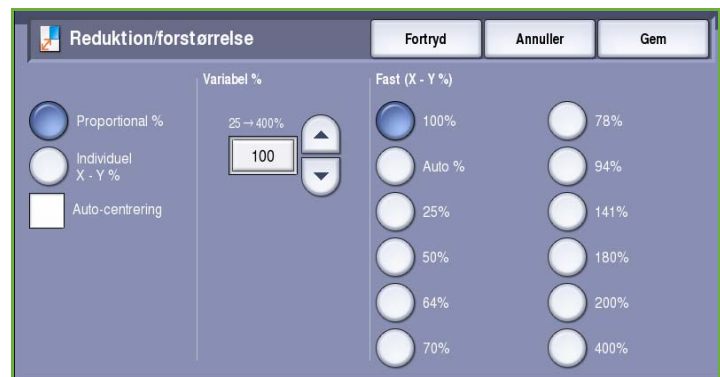 Reduktion/forstørrelse
Fortryd
Annuller
Gem
Variabel %
Fast (X - Y %)
Proportional %
Individuel
X - Y %
Auto-centrering
25→400%
100
100%
Auto %
25%
50%
64%
70%
78%
94%
141%
180%
200%
400%